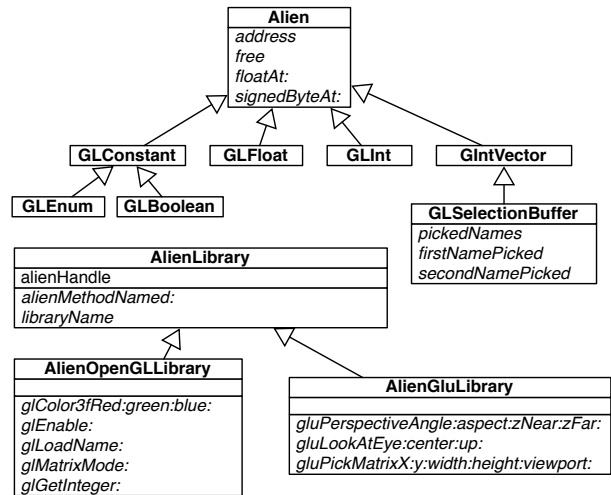 Alien
address
free
floatAt:
signedByteAt:
GLConstant
GLFloat
GLInt
GIntVector
GLEnum
GLBoolean
GLSelectionBuffer
pickedNames
firstNamePicked
secondNamePicked
AlienLibrary
alienHandle
alienMethodNamed:
libraryName
AlienOpenGLLibrary
glColor3fRed:green:blue:
glEnable:
glLoadName:
glMatrixMode:
glGetInteger:
AlienGluLibrary
gluPerspectiveAngle:aspect:zNear:zFar:
gluLookAtEye:center:up:
gluPickMatrixX:y:width:height:viewport: